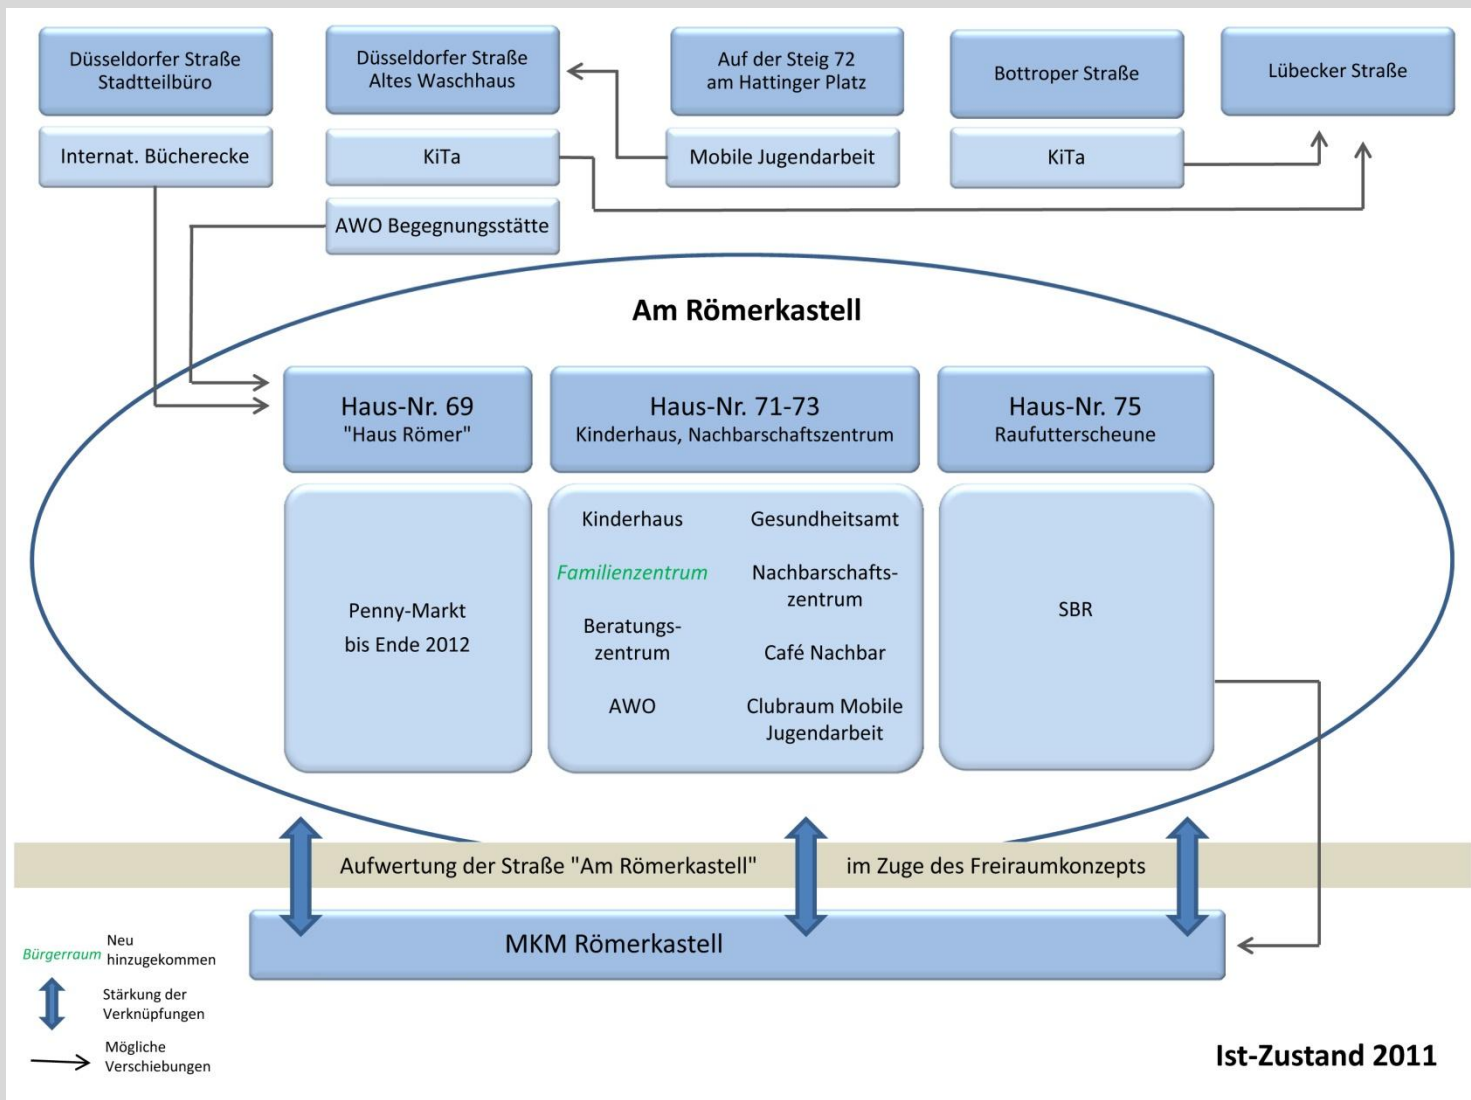 Düsseldorfer Straße
Stadtteilbüro
Düsseldorfer Straße
Altes Waschhaus
Auf der Steig 72
am Hattinger Platz
Bottroper Straße
Lübecker Straße
Internat. Bücherecke
KiTa
Mobile Jugendarbeit
KiTa
AWO Begegnungsstätte
Am Römerkastell
Haus-Nr. 69
"Haus Römer"
Haus-Nr. 71-73
Kinderhaus, Nachbarschaftszentrum
Haus-Nr. 75
Raufutterscheune
Penny-Markt
bis Ende 2012
Kinderhaus
Familienzentrum
Beratungs-
zentrum
AWO
Gesundheitsamt
Nachbarschafts-
zentrum
Café Nachbar
Clubraum Mobile
Jugendarbeit
SBR
Aufwertung der Straße "Am Römerkastell" im Zuge des Freiraumkonzepts
MKM Römerkastell
Bürgerraum
Neu
hinzugekommen
Stärkung der
Verknüpfungen
Mögliche
Verschiebungen
Ist-Zustand 2011